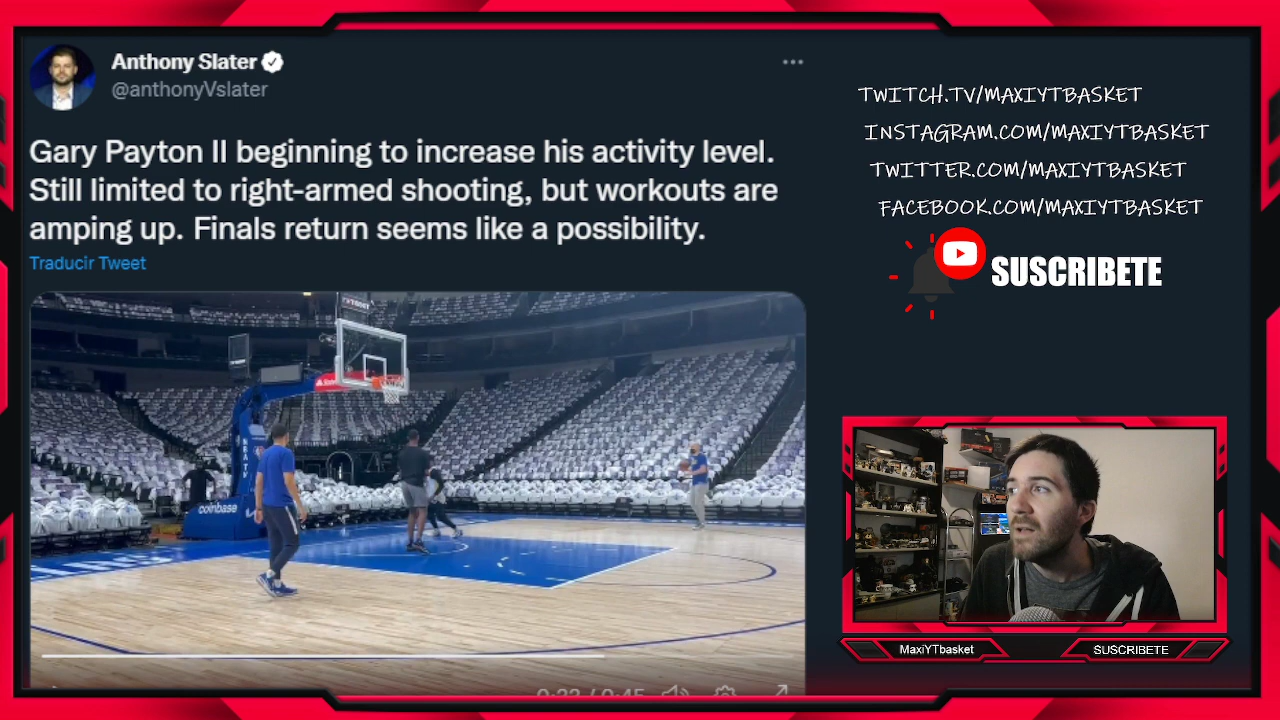 Anthony Slater
@anthonyVslater
Gary Payton II beginning to increase his activity level.
Still limited to right-armed shooting, but workouts are
amping up. Finals return seems like a possibility.
Traducir Tweet
coinbase
TWITCH.TV/MAXIYTBASKET
INSTAGRAM.COM/MAXIYTBASKET
TWITTER.COM/MAXIYTBASKET
FACEBOOK.COM/MAXIYTBASKET
SUSCRIBETE
MaxiYTbasket
SUSCRIBETE